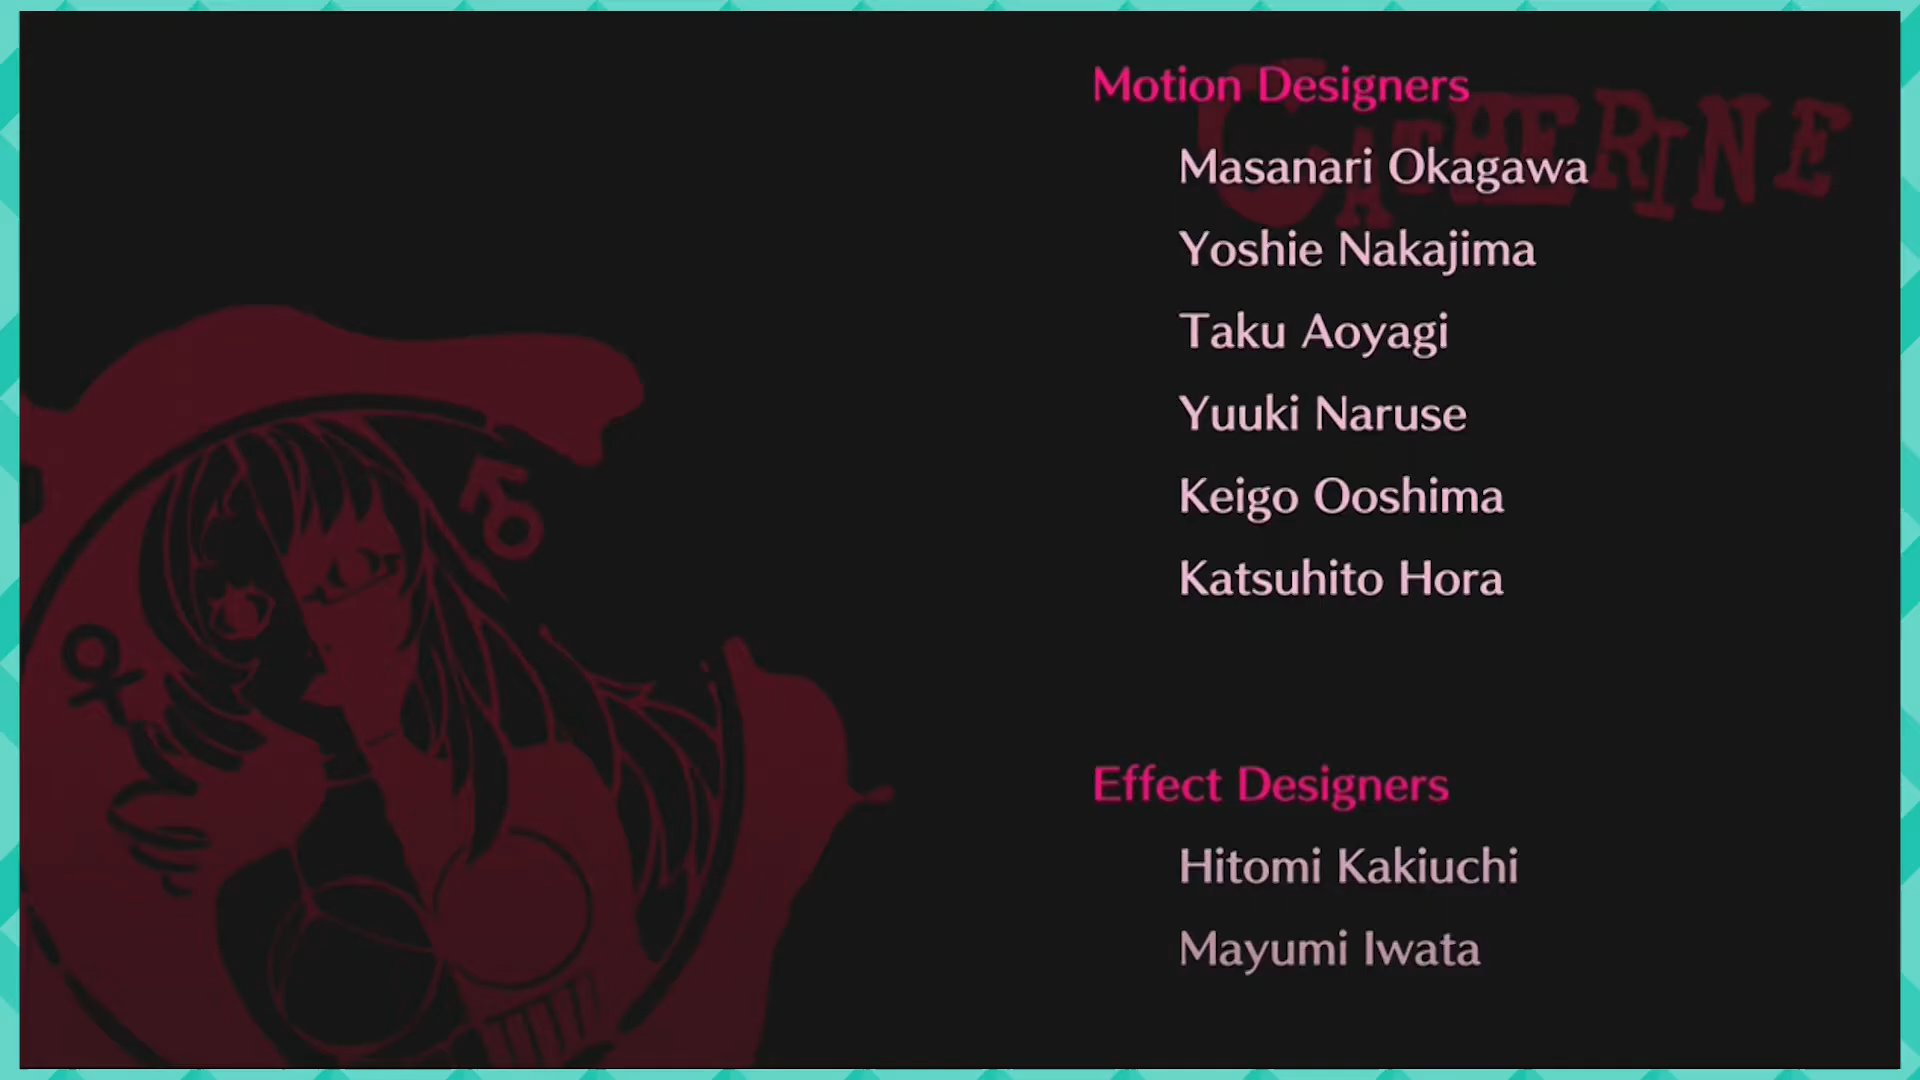 Motion Designers
CATHERINE
Masanari Okagawa
Yoshie Nakajima
Taku Aoyagi
Yuuki Naruse
Keigo Ooshima
Katsuhito Hora
Effect Designers
Hitomi Kakiuchi
Mayumi Iwata